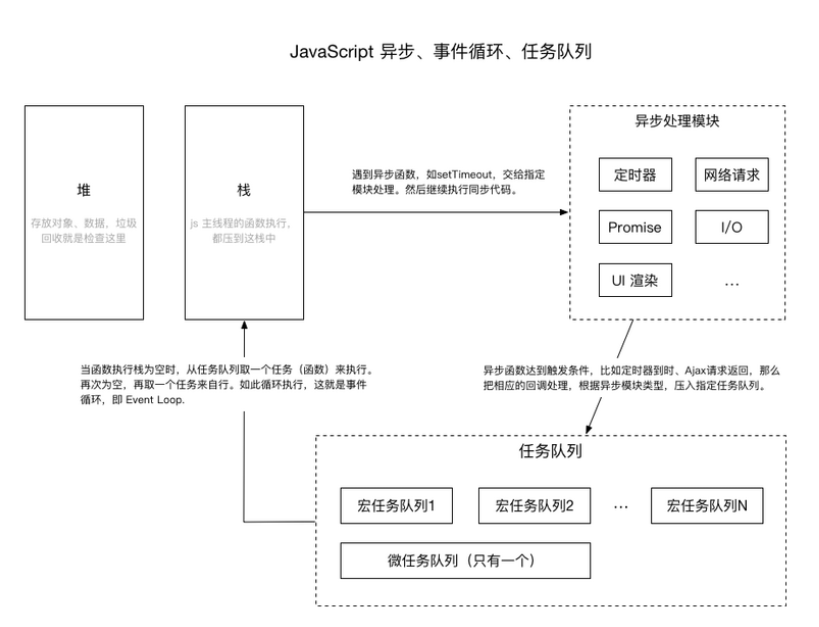 JavaScript 异步、事件循环、任务队列
堆
存放对象、数据，垃圾
回收就是检查这里
栈
js 主线程的函数执行，
都压到这栈中
遇到异步函数，如setTimeout，交给指定
模块处理。然后继续执行同步代码。
异步处理模块
定时器
网络请求
Promise
I/O
UI 渲染
...
当函数执行栈为空时，从任务队列取一个任务（函数）来执行。
再次为空，再取一个任务来自行。如此循环执行，这就是事件
循环，即 Event Loop.
异步函数达到触发条件，比如定时器到时、Ajax请求返回，那么
把相应的回调处理，根据异步模块类型，压入指定任务队列。
任务队列
宏任务队列1
宏任务队列2
...
宏任务队列N
微任务队列（只有一个）